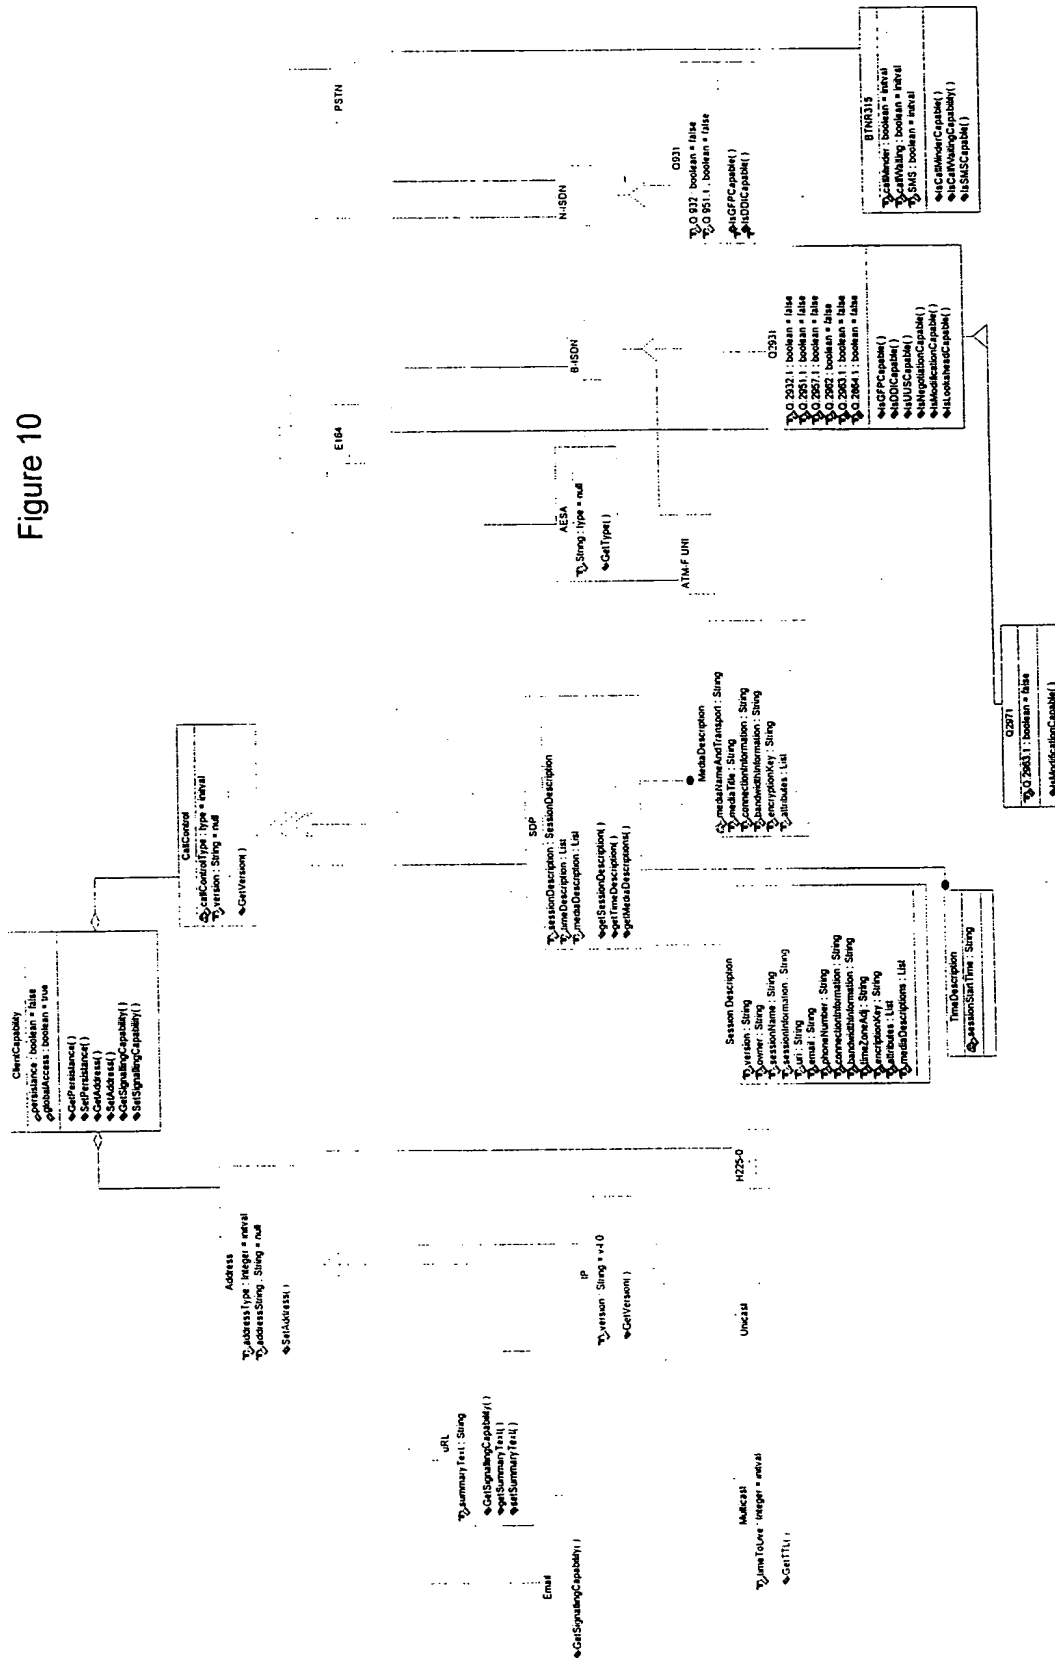 Figure 10
ClientCapability
persistance : boolean = false
globalAccess : boolean = true
GetPersistance( )
SetPersistance( )
GetAddress( )
SetAddress( )
GetSignallingCapability( )
SetSignallingCapability( )
CallControl
callControlType : type = initval
version : String = null
GetVersion( )
Address
addressType : Integer = initval
addressString : String = null
SetAddress( )
PSTN
E164
uRL
summaryText : String
GetSignallingCapability( )
getSummaryText( )
setSummaryText( )
Email
GetSignallingCapability( )
IP
version : String = v4.0
GetVersion( )
SDP
sessionDescription : SessionDescription
timeDescription : List
mediaDescription : List
getSessionDescription( )
getTimeDescription( )
getMediaDescriptions( )
AESA
String : type = null
GetType( )
B-ISDN
N-ISDN
Multicast
timeToLive : Integer = initval
GetTTL( )
Unicast
H225-0
Session Description
version : String
owner : String
sessionName : String
sessionInformation : String
uri : String
email : String
phoneNumber : String
connectionInformation : String
bandwidthInformation : String
timeZoneAdj : String
encriptionKey : String
attributes : List
mediaDescriptions : List
MediaDescription
mediaNameAndTransport : String
mediaTitle : String
connectionInformation : String
bandwidthInformation : String
encryptionKey : String
attributes : List
ATM-F UNI
Q2931
Q.2932.1 : boolean = false
Q.2951.1 : boolean = false
Q.2957.1 : boolean = false
Q.2962 : boolean = false
Q.2963.1 : boolean = false
Q.2664.1 : boolean = false
IsGFPCapable( )
IsDDICapable( )
IsUUSCapable( )
IsNegotiationCapable( )
IsModificationCapable( )
IsLookaheadCapable( )
Q931
Q.932 : boolean = false
Q.951.1 : boolean = false
IsGFPCapable( )
IsDDICapable( )
BTNR315
callMinder : boolean = initval
callWaiting : boolean = initval
SMS : boolean = initval
IsCallMinderCapable( )
IsCallWaitingCapability( )
IsSMSCapable( )
TimeDescription
sessionStartTime : String
Q2971
Q.2963.1 : boolean = false
IsModificationCapable( )